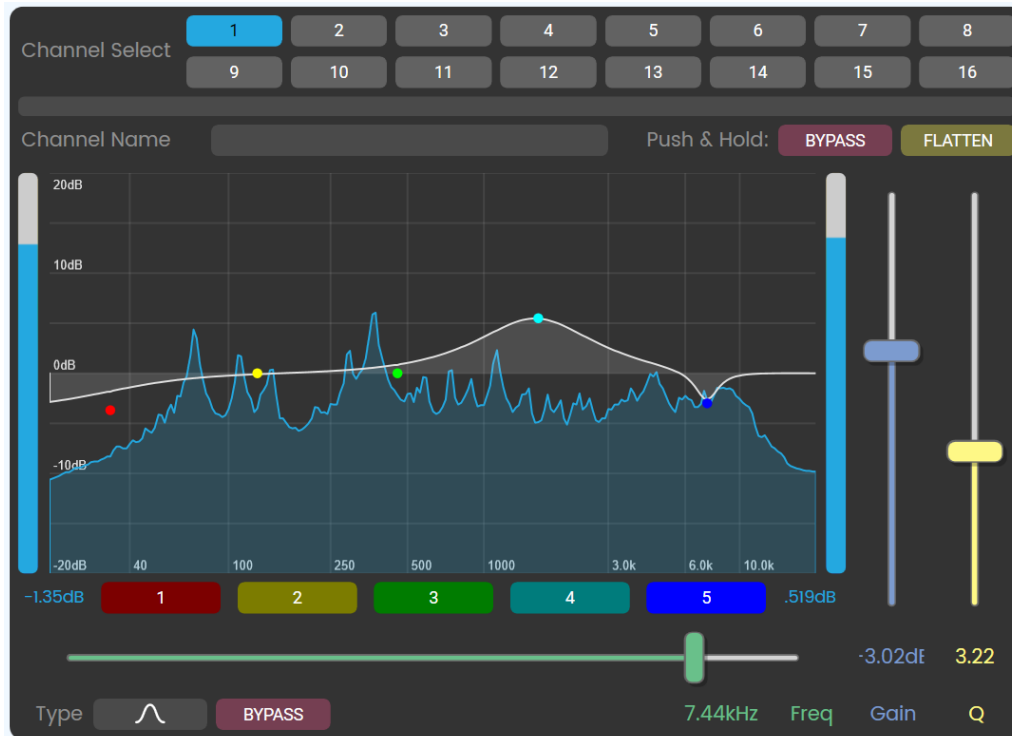 Channel Select 1 2 3 4 5 6 7 8
9 10 11 12 13 14 15 16
Channel Name Push & Hold: BYPASS FLATTEN
20dB
10dB
0dB
-10dB
-20dB 40 100 250 500 1000 3.0k 6.0k 10.0k
-1.35dB 1 2 3 4 5 .519dB
-3.02dE 3.22
Type BYPASS 7.44kHz Freq Gain Q